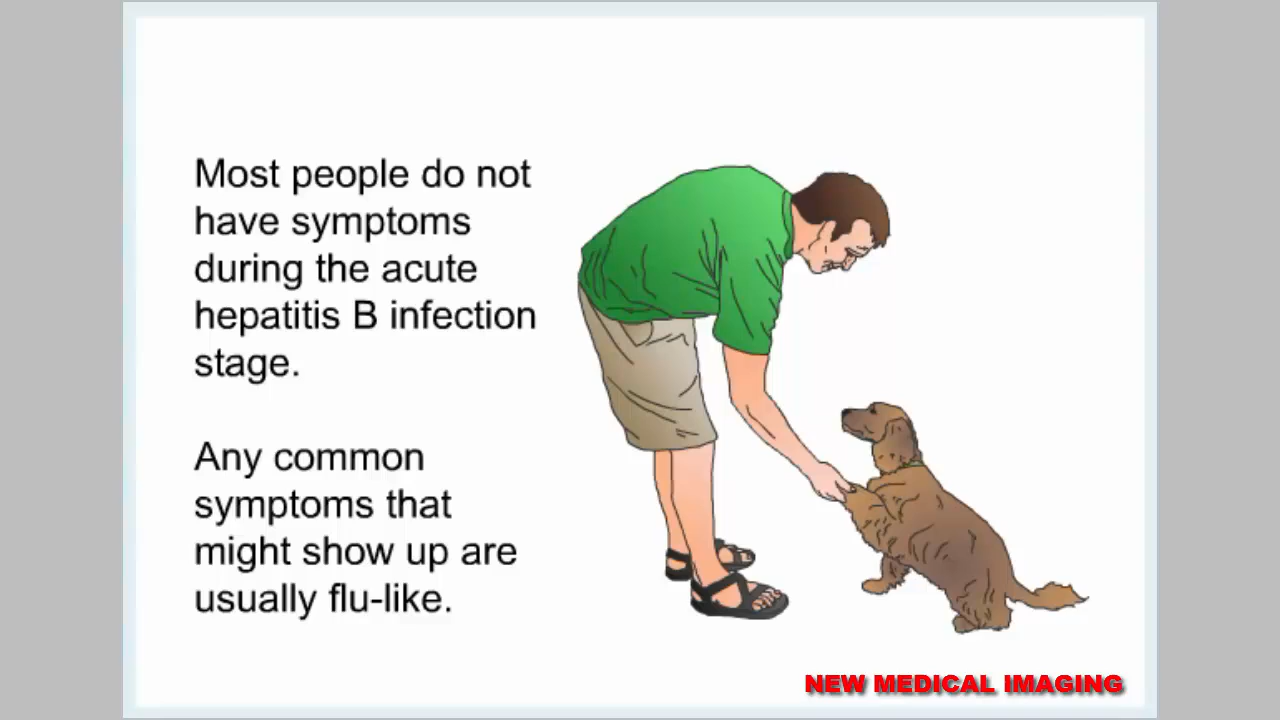 Most people do not
have symptoms
during the acute
hepatitis B infection
stage.
Any common
symptoms that
might show up are
usually flu-like.
NEW MEDICAL IMAGING